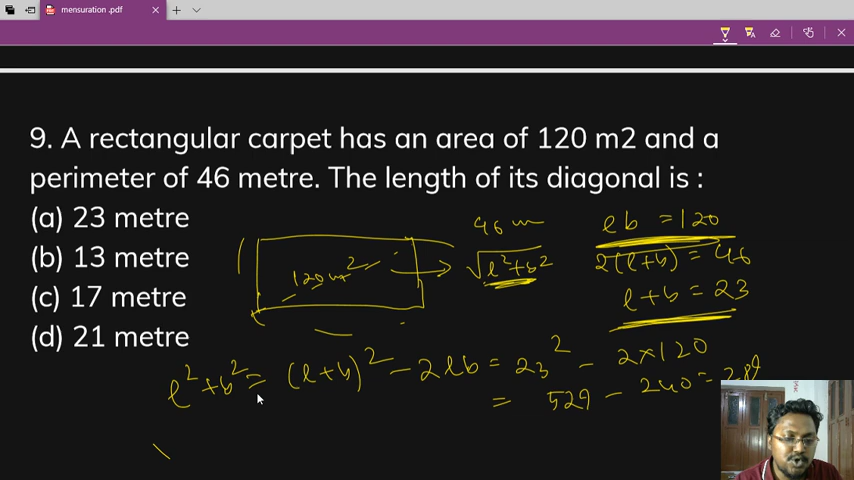 mensuration .pdf
9. A rectangular carpet has an area of 120 m2 and a
perimeter of 46 metre. The length of its diagonal is :
(a) 23 metre
(b) 13 metre
(c) 17 metre
(d) 21 metre
46 m
lb = 120
120m²
√l²+b²
2(l+b) = 46
l+b = 23
l²+b² = (l+b)² - 2lb = 23² - 2×120
= 529 - 240 = 289